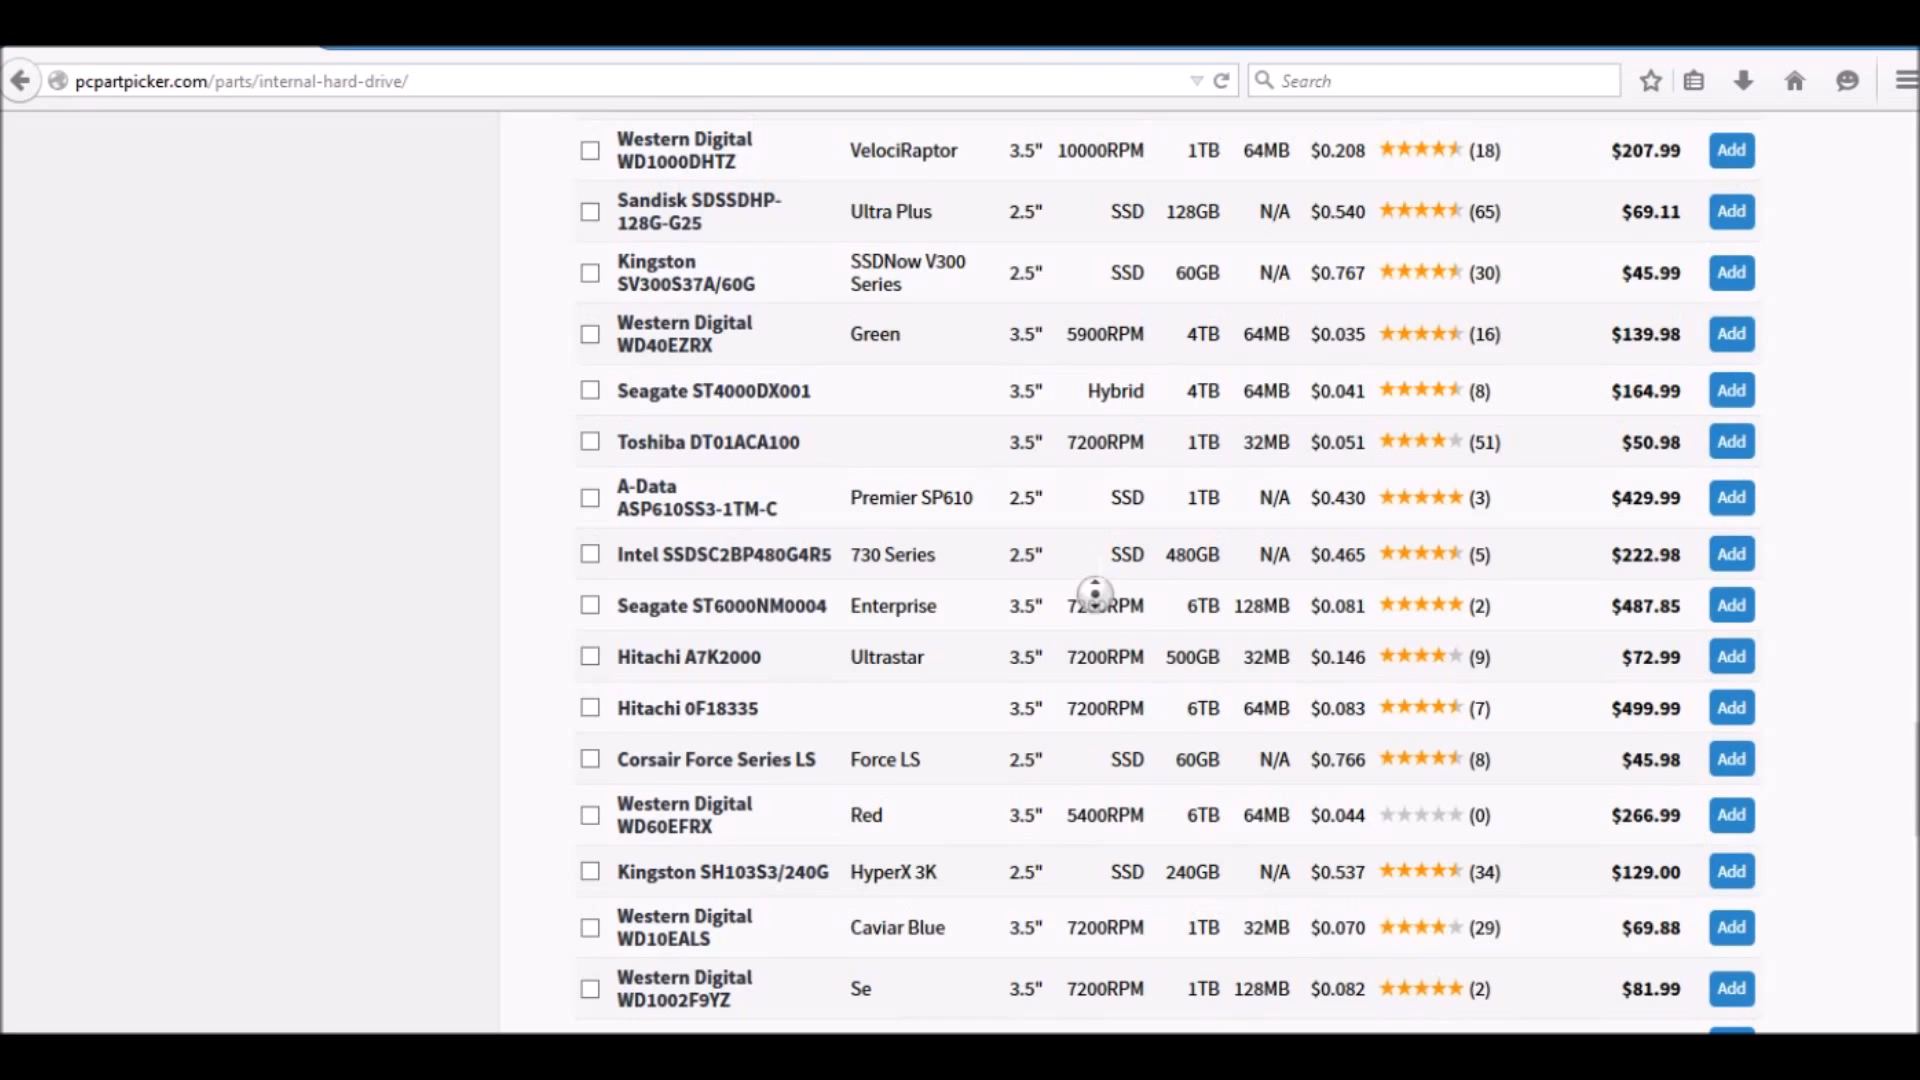 pcpartpicker.com/parts/internal-hard-drive/ Search
Western Digital WD1000DHTZ VelociRaptor 3.5" 10000RPM 1TB 64MB $0.208 (18) $207.99 Add
Sandisk SDSSDHP-128G-G25 Ultra Plus 2.5" SSD 128GB N/A $0.540 (65) $69.11 Add
Kingston SV300S37A/60G SSDNow V300 Series 2.5" SSD 60GB N/A $0.767 (30) $45.99 Add
Western Digital WD40EZRX Green 3.5" 5900RPM 4TB 64MB $0.035 (16) $139.98 Add
Seagate ST4000DX001 3.5" Hybrid 4TB 64MB $0.041 (8) $164.99 Add
Toshiba DT01ACA100 3.5" 7200RPM 1TB 32MB $0.051 (51) $50.98 Add
A-Data ASP610SS3-1TM-C Premier SP610 2.5" SSD 1TB N/A $0.430 (3) $429.99 Add
Intel SSDSC2BP480G4R5 730 Series 2.5" SSD 480GB N/A $0.465 (5) $222.98 Add
Seagate ST6000NM0004 Enterprise 3.5" 7200RPM 6TB 128MB $0.081 (2) $487.85 Add
Hitachi A7K2000 Ultrastar 3.5" 7200RPM 500GB 32MB $0.146 (9) $72.99 Add
Hitachi 0F18335 3.5" 7200RPM 6TB 64MB $0.083 (7) $499.99 Add
Corsair Force Series LS Force LS 2.5" SSD 60GB N/A $0.766 (8) $45.98 Add
Western Digital WD60EFRX Red 3.5" 5400RPM 6TB 64MB $0.044 (0) $266.99 Add
Kingston SH103S3/240G HyperX 3K 2.5" SSD 240GB N/A $0.537 (34) $129.00 Add
Western Digital WD10EALS Caviar Blue 3.5" 7200RPM 1TB 32MB $0.070 (29) $69.88 Add
Western Digital WD1002F9YZ Se 3.5" 7200RPM 1TB 128MB $0.082 (2) $81.99 Add